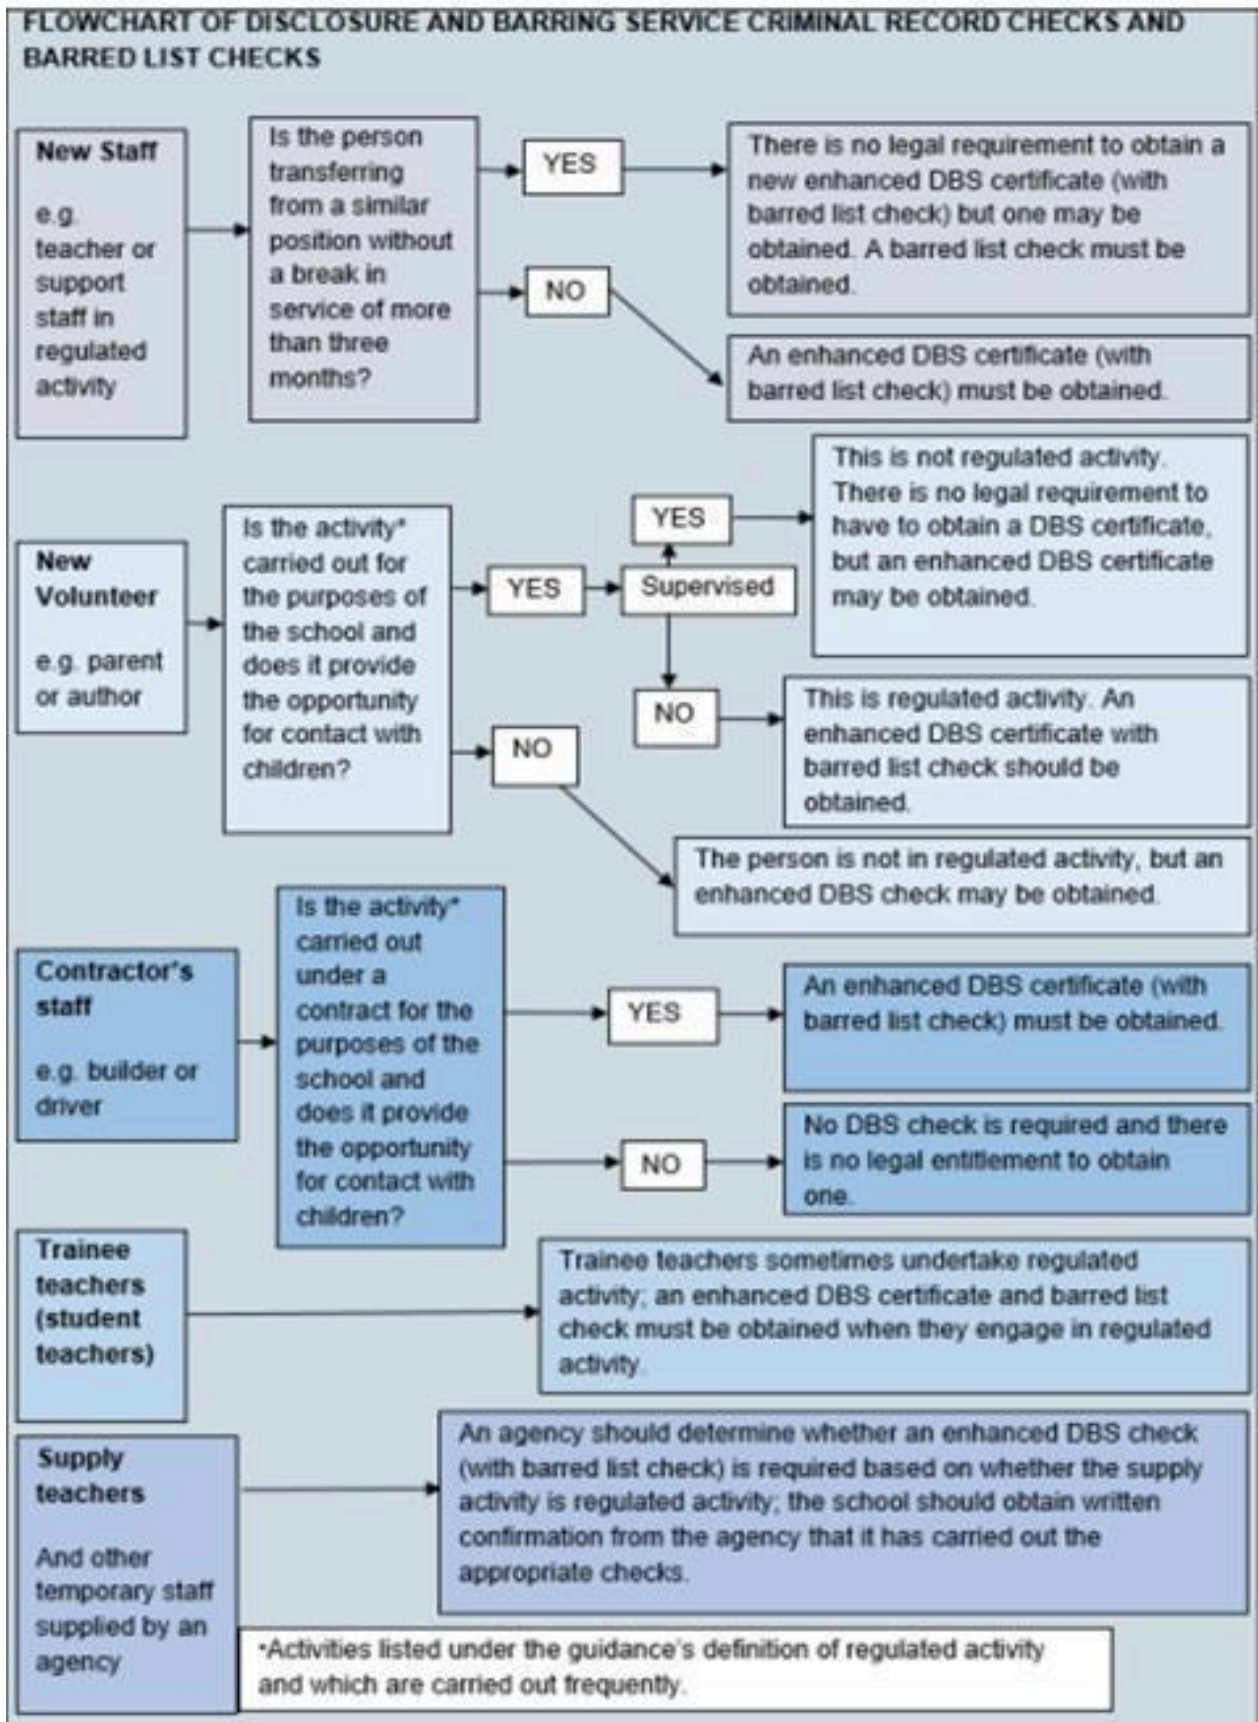 FLOWCHART OF DISCLOSURE AND BARRING SERVICE CRIMINAL RECORD CHECKS AND
BARRED LIST CHECKS
New Staff
e.g.
teacher or
support
staff in
regulated
activity
Is the person
transferring
from a similar
position without
a break in
service of more
than three
months?
YES
There is no legal requirement to obtain a
new enhanced DBS certificate (with
barred list check) but one may be
obtained. A barred list check must be
obtained.
NO
An enhanced DBS certificate (with
barred list check) must be obtained.
New
Volunteer
e.g. parent
or author
Is the activity*
carried out for
the purposes of
the school and
does it provide
the opportunity
for contact with
children?
YES
Supervised
YES
This is not regulated activity.
There is no legal requirement to
have to obtain a DBS certificate,
but an enhanced DBS certificate
may be obtained.
NO
This is regulated activity. An
enhanced DBS certificate with
barred list check should be
obtained.
NO
The person is not in regulated activity, but an
enhanced DBS check may be obtained.
Contractor's
staff
e.g. builder or
driver
Is the activity*
carried out
under a
contract for the
purposes of the
school and
does it provide
the opportunity
for contact with
children?
YES
An enhanced DBS certificate (with
barred list check) must be obtained.
NO
No DBS check is required and there
is no legal entitlement to obtain
one.
Trainee
teachers
(student
teachers)
Trainee teachers sometimes undertake regulated
activity; an enhanced DBS certificate and barred list
check must be obtained when they engage in regulated
activity.
Supply
teachers
And other
temporary staff
supplied by an
agency
An agency should determine whether an enhanced DBS check
(with barred list check) is required based on whether the supply
activity is regulated activity; the school should obtain written
confirmation from the agency that it has carried out the
appropriate checks.
*Activities listed under the guidance's definition of regulated activity
and which are carried out frequently.